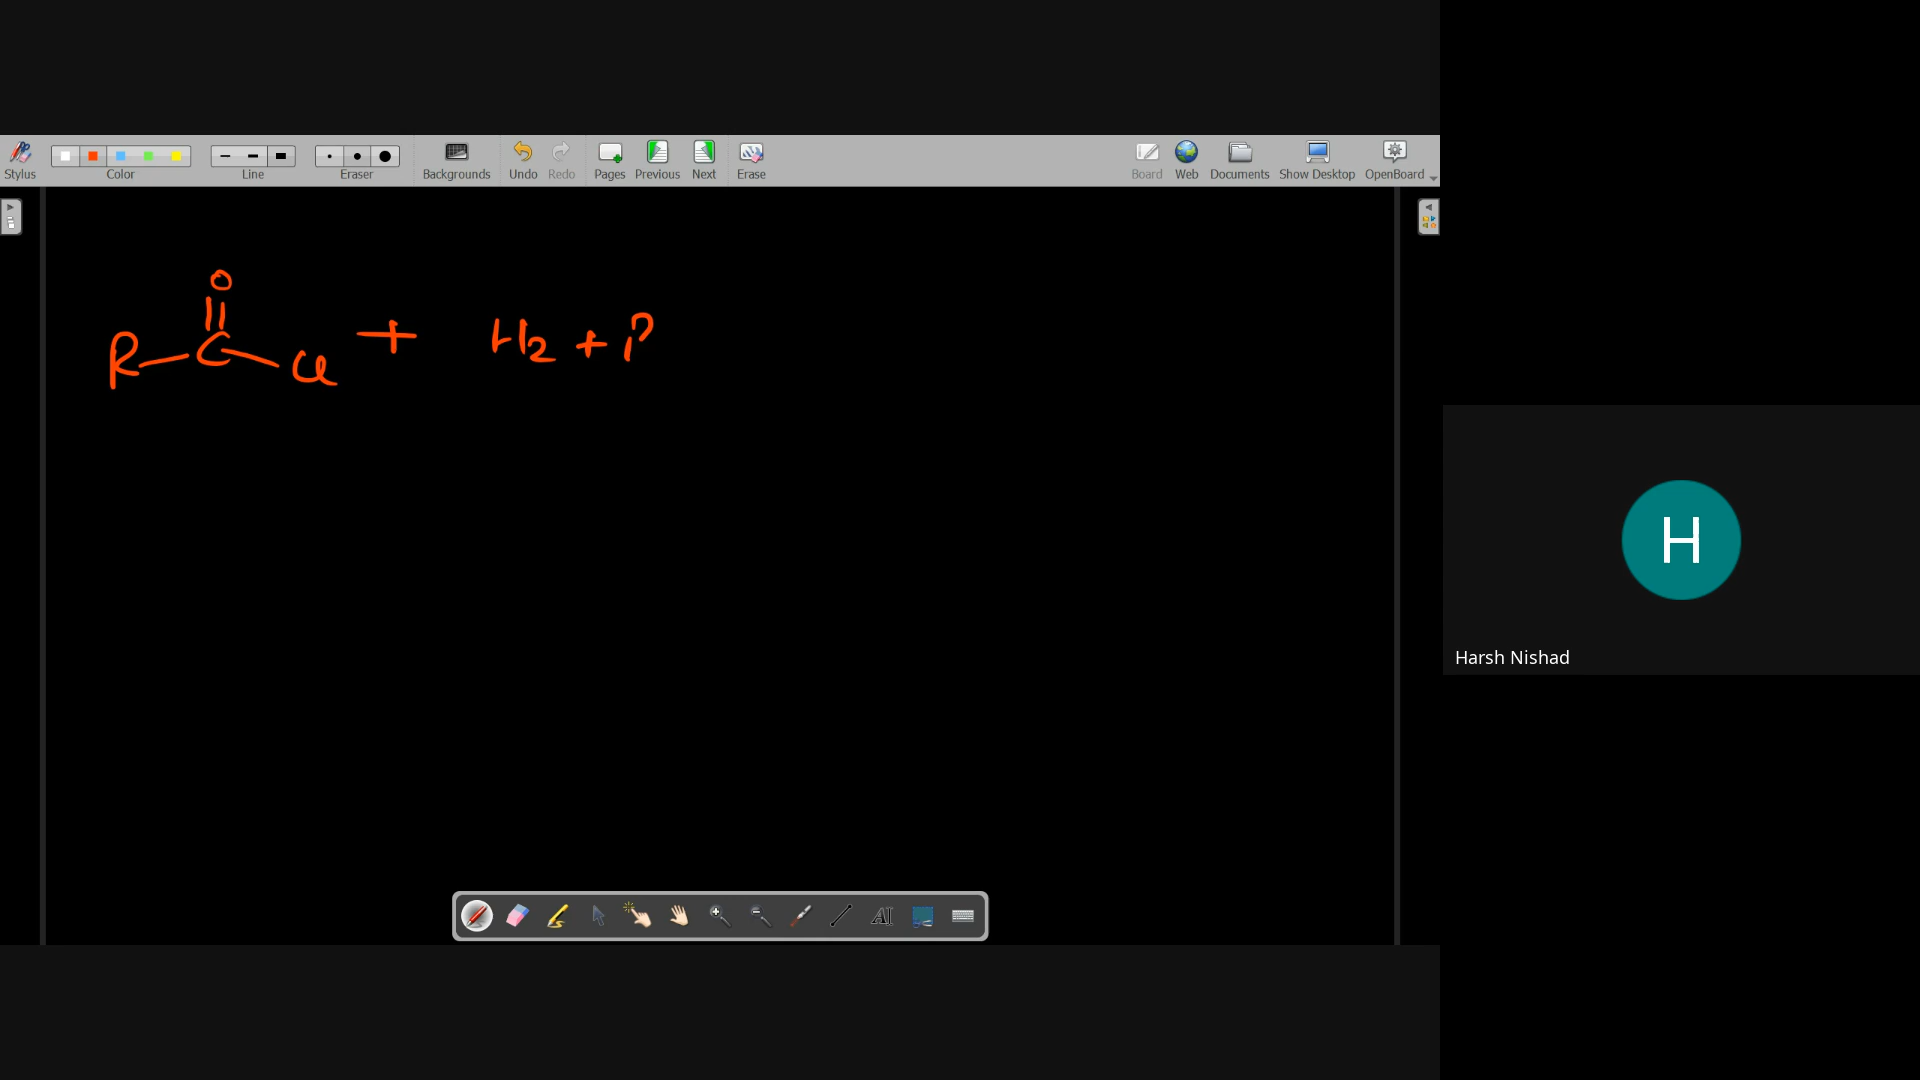 Stylus Color Line Eraser Backgrounds Undo Redo Pages Previous Next Erase Board Web Documents Show Desktop OpenBoard
O
R C Cl + H2 +
H
Harsh Nishad